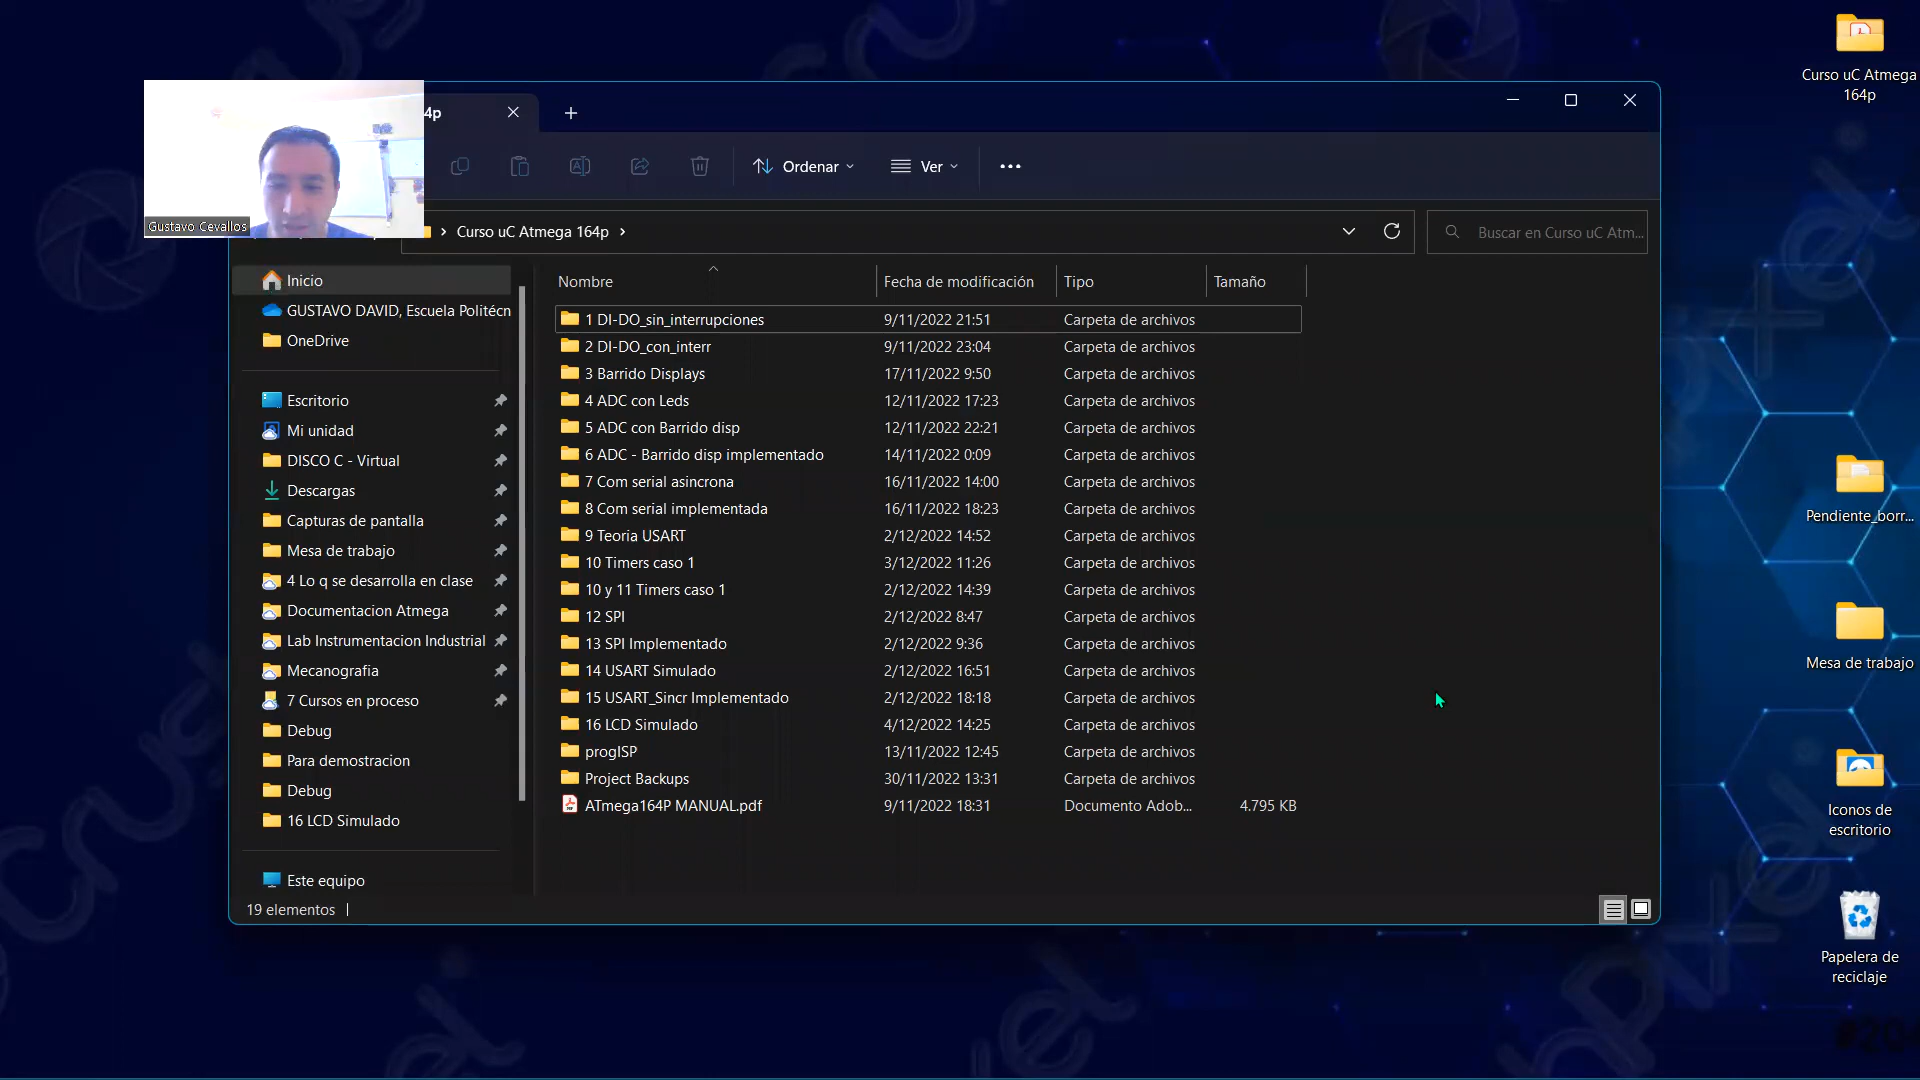 Curso uC Atmega
164p
4p
Ordenar
Ver
Gustavo Cevallos
Curso uC Atmega 164p
Buscar en Curso uC Atm...
Inicio
GUSTAVO DAVID, Escuela Politécn
OneDrive
Escritorio
Mi unidad
DISCO C - Virtual
Descargas
Capturas de pantalla
Mesa de trabajo
4 Lo q se desarrolla en clase
Documentacion Atmega
Lab Instrumentacion Industrial
Mecanografia
7 Cursos en proceso
Debug
Para demostracion
Debug
16 LCD Simulado
Este equipo
Nombre Fecha de modificación Tipo Tamaño
1 DI-DO_sin_interrupciones 9/11/2022 21:51 Carpeta de archivos
2 DI-DO_con_interr 9/11/2022 23:04 Carpeta de archivos
3 Barrido Displays 17/11/2022 9:50 Carpeta de archivos
4 ADC con Leds 12/11/2022 17:23 Carpeta de archivos
5 ADC con Barrido disp 12/11/2022 22:21 Carpeta de archivos
6 ADC - Barrido disp implementado 14/11/2022 0:09 Carpeta de archivos
7 Com serial asincrona 16/11/2022 14:00 Carpeta de archivos
8 Com serial implementada 16/11/2022 18:23 Carpeta de archivos
9 Teoria USART 2/12/2022 14:52 Carpeta de archivos
10 Timers caso 1 3/12/2022 11:26 Carpeta de archivos
10 y 11 Timers caso 1 2/12/2022 14:39 Carpeta de archivos
12 SPI 2/12/2022 8:47 Carpeta de archivos
13 SPI Implementado 2/12/2022 9:36 Carpeta de archivos
14 USART Simulado 2/12/2022 16:51 Carpeta de archivos
15 USART_Sincr Implementado 2/12/2022 18:18 Carpeta de archivos
16 LCD Simulado 4/12/2022 14:25 Carpeta de archivos
progISP 13/11/2022 12:45 Carpeta de archivos
Project Backups 30/11/2022 13:31 Carpeta de archivos
ATmega164P MANUAL.pdf 9/11/2022 18:31 Documento Adob... 4.795 KB
19 elementos
Pendiente_borr...
Mesa de trabajo
Iconos de
escritorio
Papelera de
reciclaje